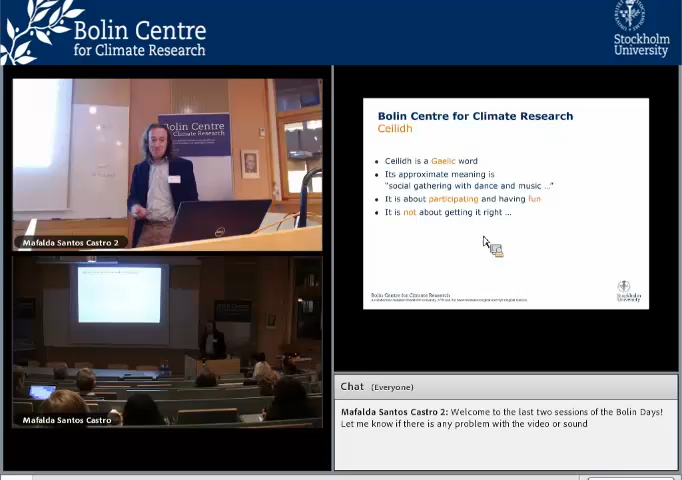 Bolin Centre
for Climate Research
Stockholm
University
Bolin Centre
for Climate Research
Mafalda Santos Castro 2
Mafalda Santos Castro
Bolin Centre for Climate Research
Ceilidh
Ceilidh is a Gaelic word
Its approximate meaning is
"social gathering with dance and music ..."
It is about participating and having fun
It is not about getting it right ...
Bolin Centre for Climate Research
Stockholm
University
Chat (Everyone)
Mafalda Santos Castro 2: Welcome to the last two sessions of the Bolin Days!
Let me know if there is any problem with the video or sound